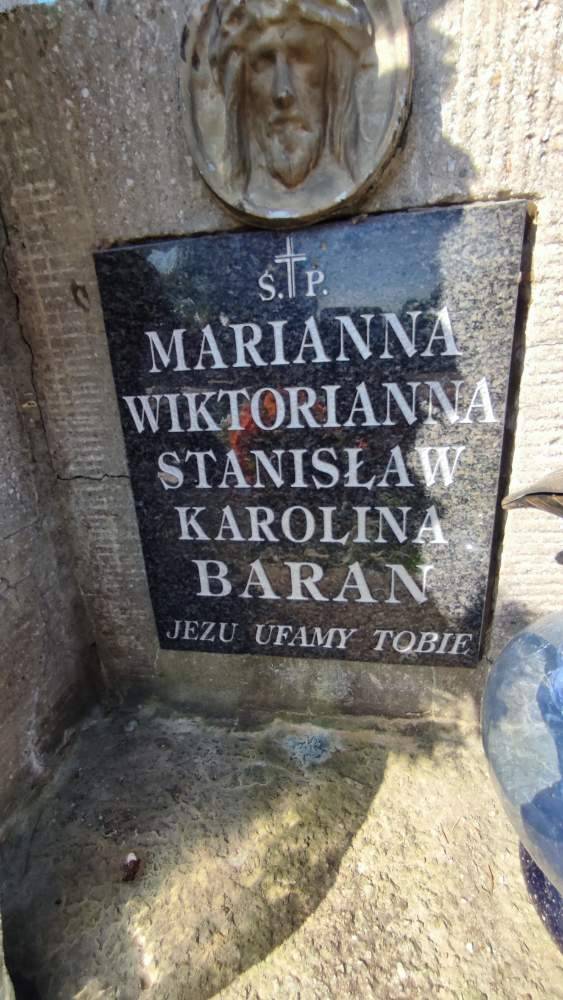 Ś. P.
MARIANNA
WIKTORIANNA
STANISŁAW
KAROLINA
BARAN
JEZU UFAMY TOBIE